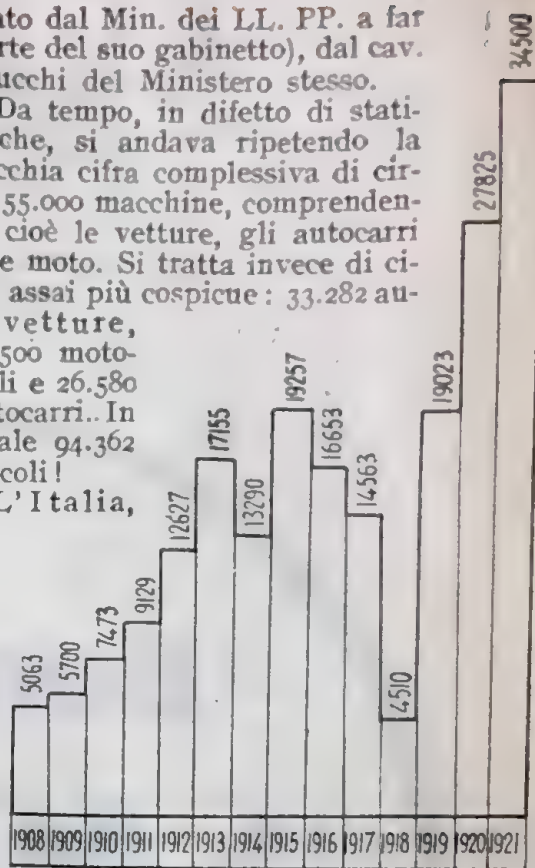 ato dal Min. dei LL. PP. a far
rte del suo gabinetto), dal cav.
ucchi del Ministero stesso.
Da tempo, in difetto di stati-
che, si andava ripetendo la
cchia cifra complessiva di cir-
55.000 macchine, comprenden-
cioè le vetture, gli autocarri
e moto. Si tratta invece di ci-
assai più cospicue: 33.282 au-
vetture,
500 moto-
li e 26.580
tocarri.. In
ale 94.362
coli!
L'Italia,
5063
5700
7473
9129
12627
17155
13290
19257
16653
14563
4510
19023
27825
34500
1908 1909 1910 1911 1912 1913 1914 1915 1916 1917 1918 1919 1920 1921